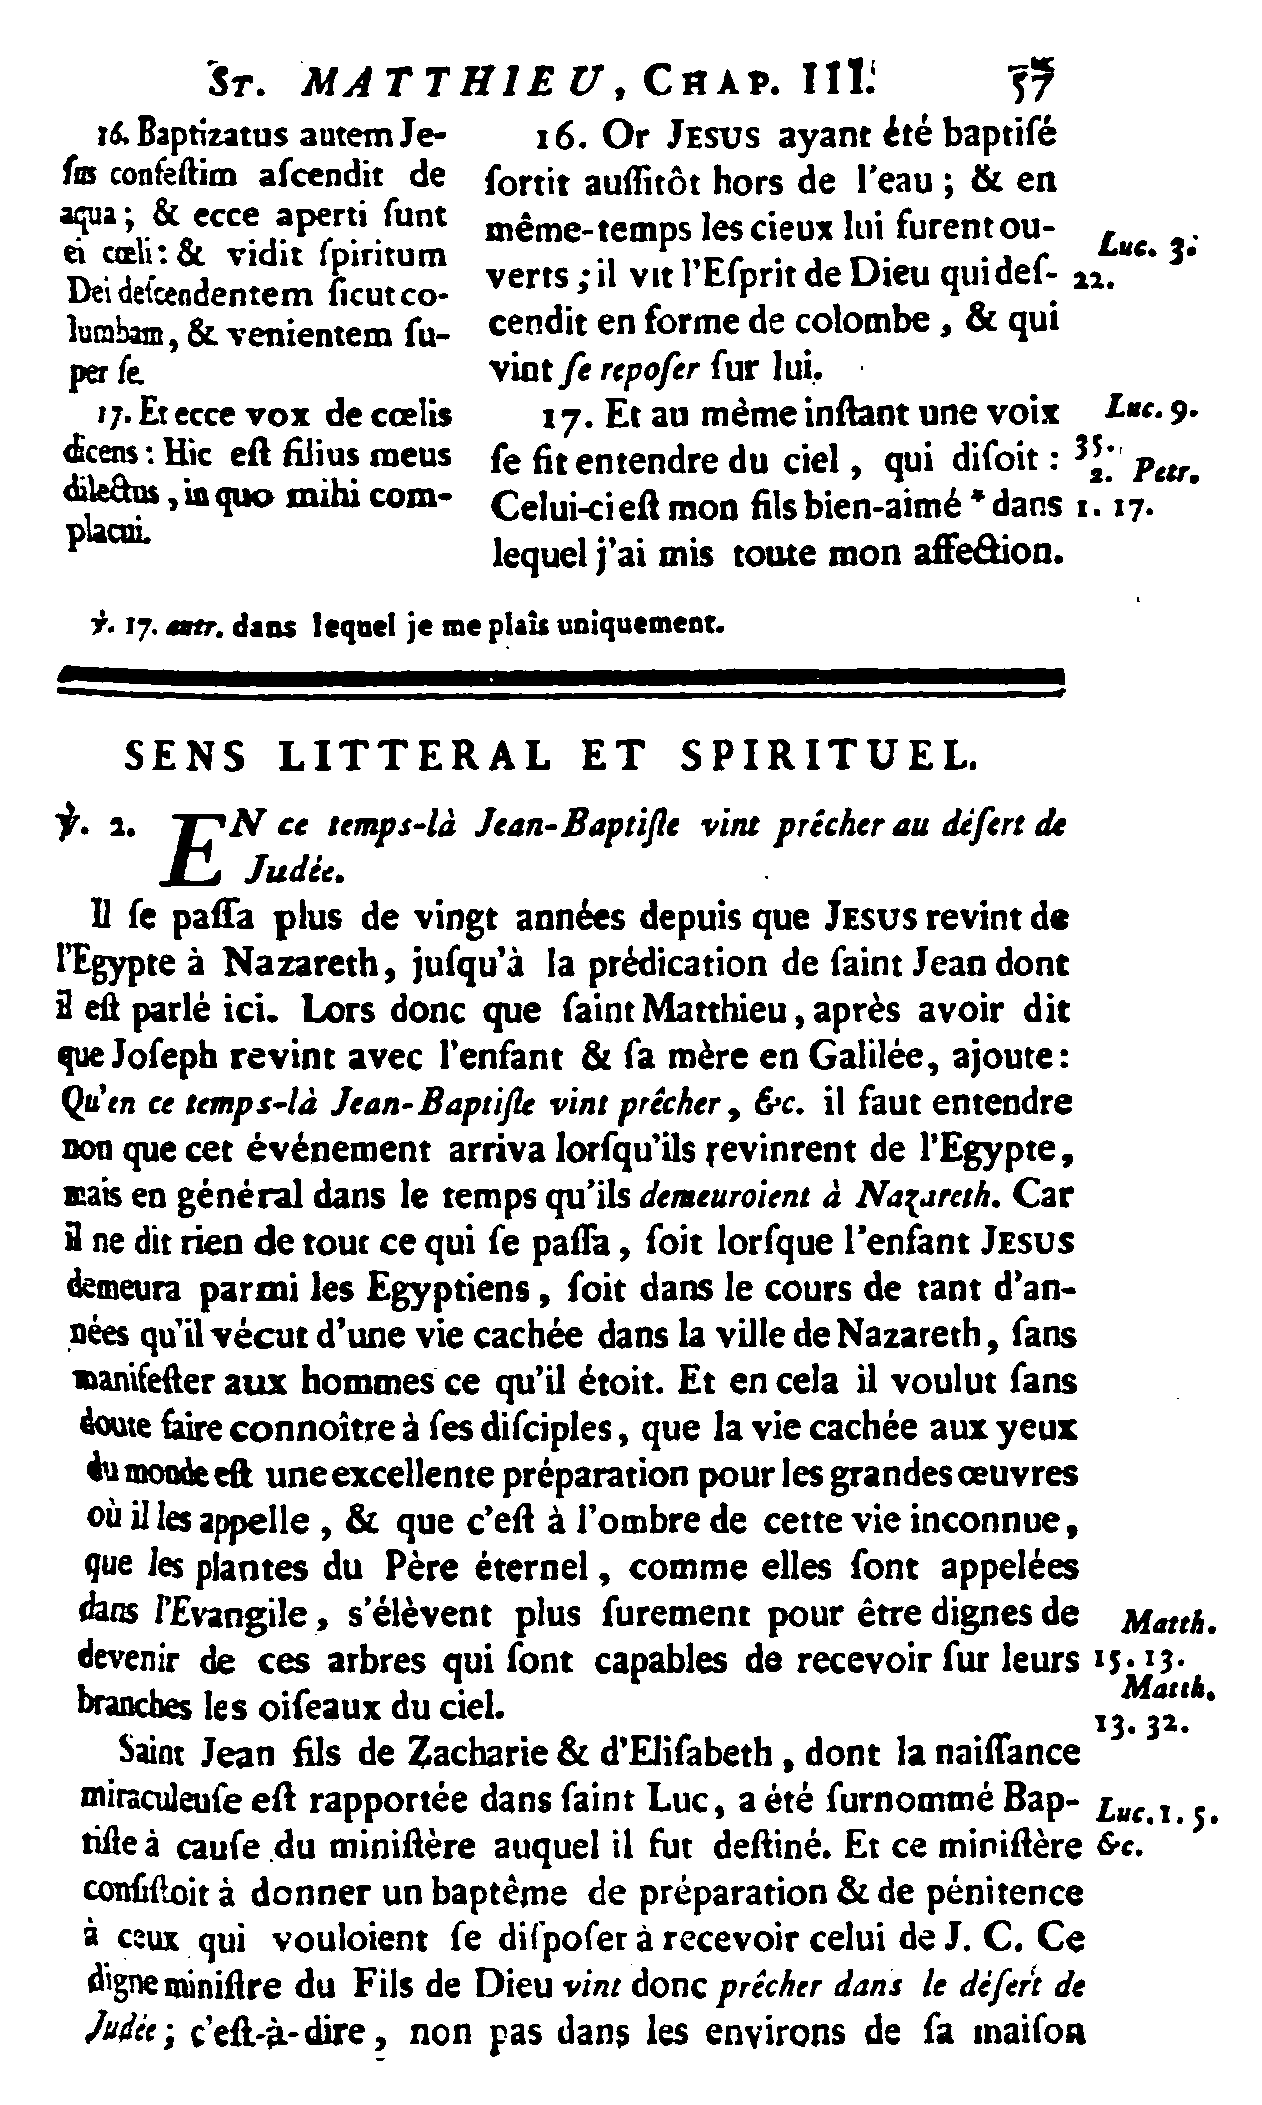 St. MATTHIEU, CHAP. III. 57
16. Baptizatus autem Je-
ſus confeſtim aſcendit de
aqua ; & ecce aperti ſunt
ei cœli : & vidit ſpiritum
Dei deſcendentem ſicut co-
lumbam, & venientem ſu-
per ſe.
17. Et ecce vox de cœlis
dicens : Hic eſt filius meus
dilectus, in quo mihi com-
placui.
16. Or JESUS ayant été baptiſé
ſortit auſſitôt hors de l'eau ; & en
même-temps les cieux lui furent ou-
verts ; il vit l'Eſprit de Dieu qui deſ-
cendit en forme de colombe, & qui
vint ſe repoſer ſur lui.
17. Et au même inſtant une voix
ſe fit entendre du ciel, qui diſoit :
Celui-ci eſt mon fils bien-aimé * dans
lequel j'ai mis toute mon affection.
Luc. 3.
22.
Luc. 9.
35.
2. Petr.
1. 17.
℣. 17. autr. dans lequel je me plaîs uniquement.
SENS LITTERAL ET SPIRITUEL.
℣. 2. EN ce temps-là Jean-Baptiſte vint prêcher au déſert de
Judée.
Il ſe paſſa plus de vingt années depuis que JESUS revint de
l'Egypte à Nazareth, juſqu'à la prédication de ſaint Jean dont
il eſt parlé ici. Lors donc que ſaint Matthieu, après avoir dit
que Joſeph revint avec l'enfant & ſa mère en Galilée, ajoute :
Qu'en ce temps-là Jean-Baptiſte vint prêcher, &c. il faut entendre
non que cet événement arriva lorſqu'ils revinrent de l'Egypte,
mais en général dans le temps qu'ils demeuroient à Nazareth. Car
il ne dit rien de tout ce qui ſe paſſa, ſoit lorſque l'enfant JESUS
demeura parmi les Egyptiens, ſoit dans le cours de tant d'an-
nées qu'il vécut d'une vie cachée dans la ville de Nazareth, ſans
manifeſter aux hommes ce qu'il étoit. Et en cela il voulut ſans
doute faire connoître à ſes diſciples, que la vie cachée aux yeux
du monde eſt une excellente préparation pour les grandes œuvres
où il les appelle, & que c'eſt à l'ombre de cette vie inconnue,
que les plantes du Père éternel, comme elles ſont appelées
dans l'Evangile, s'élèvent plus ſurement pour être dignes de
devenir de ces arbres qui ſont capables de recevoir ſur leurs
branches les oiſeaux du ciel.
Matth.
15. 13.
Matth.
13. 32.
Saint Jean fils de Zacharie & d'Eliſabeth, dont la naiſſance
miraculeuſe eſt rapportée dans ſaint Luc, a été ſurnommé Bap-
tiſte à cauſe du miniſtère auquel il fut deſtiné. Et ce miniſtère
conſiſtoit à donner un baptême de préparation & de pénitence
à ceux qui vouloient ſe diſpoſer à recevoir celui de J. C. Ce
digne miniſtre du Fils de Dieu vint donc prêcher dans le déſert de
Judée ; c'eſt-à-dire, non pas dans les environs de ſa maiſon
Luc. 1. 5.
&c.